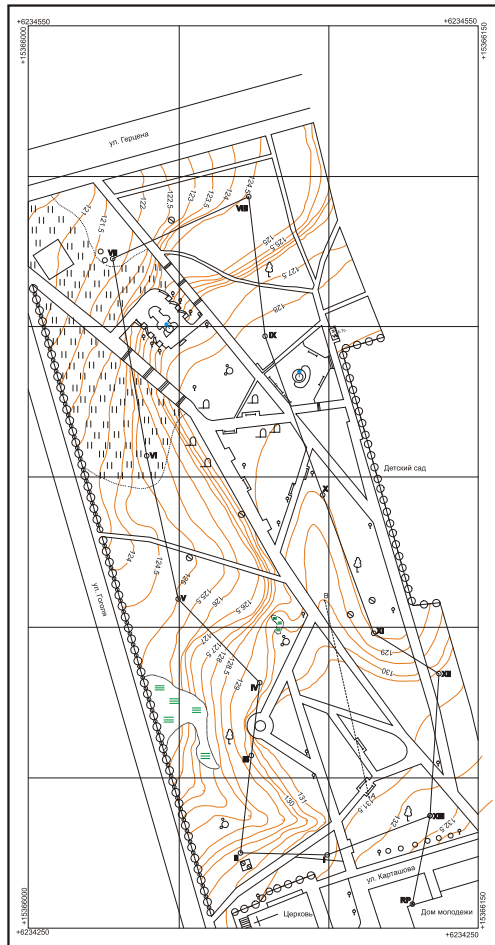 +6234550
+6234550
+15366000
+15366150
ул. Герцена
121
121.5
122
122.5
123
123.5
124
124.5
VIII
VII
125
125.5
127.5
128
IX
VI
Детский сад
X
124
124.5
125
125.5
126
126.5
ул. Гоголя
V
B
127
127.5
128
128.5
129
XI
129
130
XII
IV
III
131
130
A
131.5
132
132.5
XIII
II
I
ул. Карташова
RP
Церковь
Дом молодежи
+15366000
+15366150
+6234250
+6234250